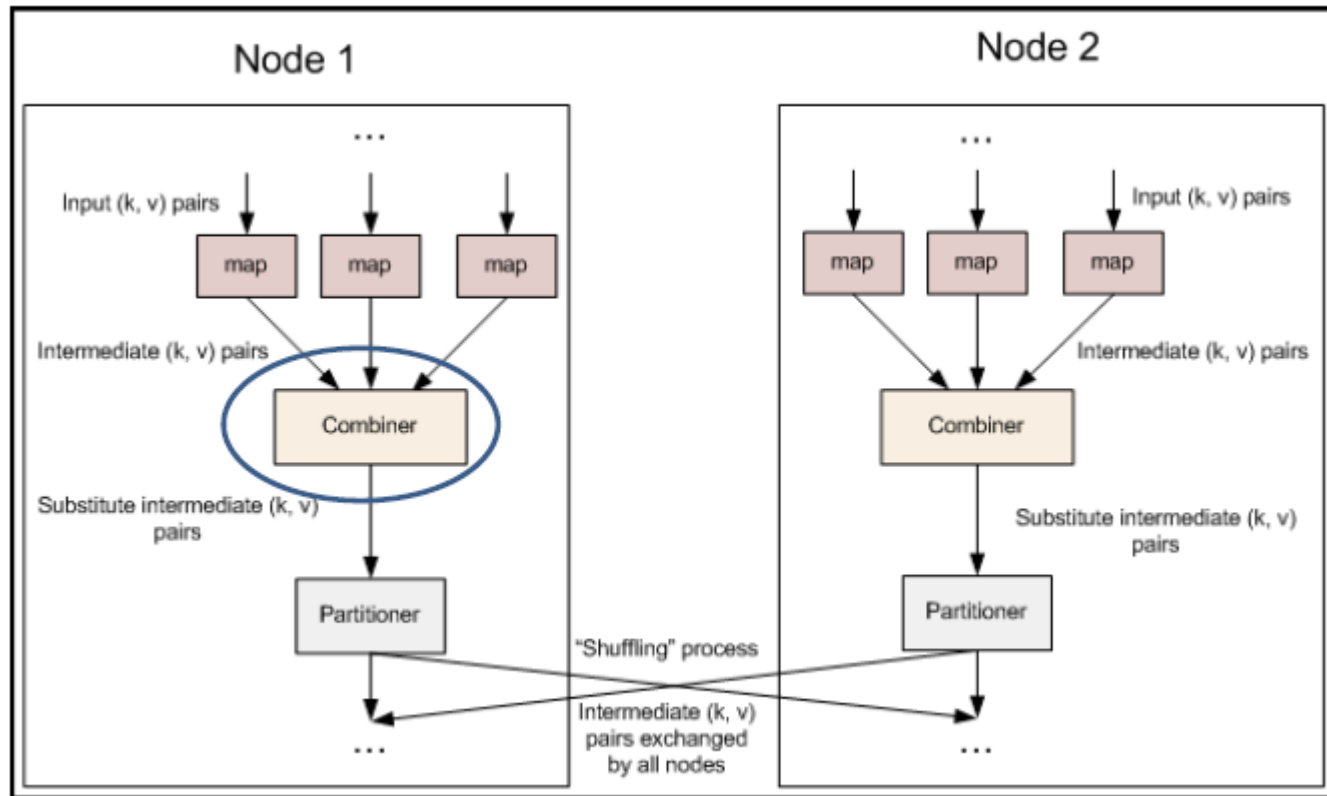 Node 1
Node 2
...
...
Input (k, v) pairs
Input (k, v) pairs
map
map
map
map
map
map
Intermediate (k, v) pairs
Intermediate (k, v) pairs
Combiner
Combiner
Substitute intermediate (k, v)
pairs
Substitute intermediate (k, v)
pairs
Partitioner
Partitioner
"Shuffling" process
Intermediate (k, v)
pairs exchanged
by all nodes
...
...